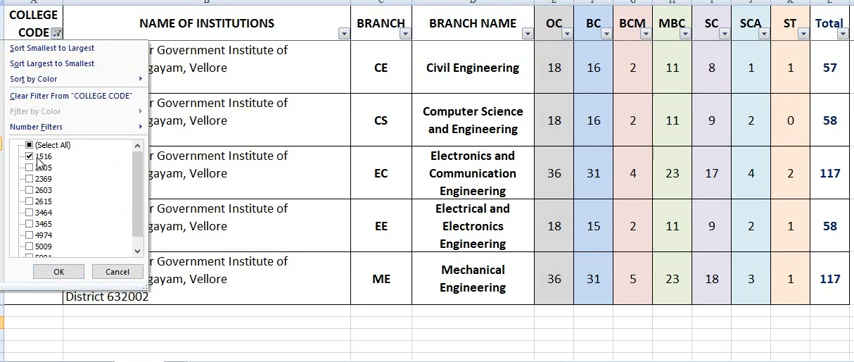 COLLEGE CODE NAME OF INSTITUTIONS BRANCH BRANCH NAME OC BC BCM MBC SC SCA ST Total
Sort Smallest to Largest
Sort Largest to Smallest
Sort by Color
Clear Filter From "COLLEGE CODE"
Filter by Color
Number Filters
(Select All)
1516
2369
2603
2615
3464
3465
4974
5009
OK Cancel
r Government Institute of
gayam, Vellore
CE Civil Engineering 18 16 2 11 8 1 1 57
r Government Institute of
gayam, Vellore
CS Computer Science and Engineering 18 16 2 11 9 2 0 58
r Government Institute of
gayam, Vellore
EC Electronics and Communication Engineering 36 31 4 23 17 4 2 117
r Government Institute of
gayam, Vellore
EE Electrical and Electronics Engineering 18 15 2 11 9 2 1 58
r Government Institute of
gayam, Vellore
District 632002
ME Mechanical Engineering 36 31 5 23 18 3 1 117